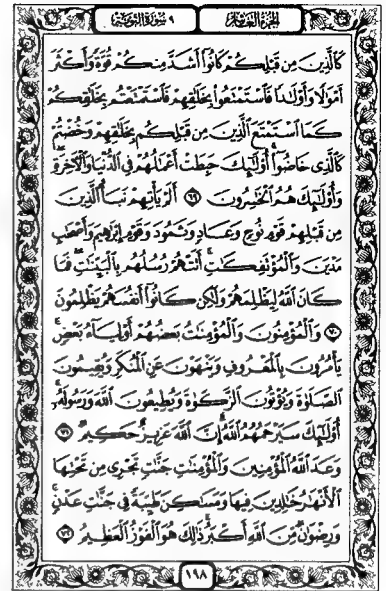 ٩ سورة التوبة
الجزء العاشر
كَٱلَّذِينَ مِن قَبۡلِكُمۡ كَانُوٓاْ أَشَدَّ مِنكُمۡ قُوَّةٗ وَأَكۡثَرَ
أَمۡوَٰلٗا وَأَوۡلَٰدٗا فَٱسۡتَمۡتَعُواْ بِخَلَٰقِهِمۡ فَٱسۡتَمۡتَعۡتُم بِخَلَٰقِكُمۡ
كَمَا ٱسۡتَمۡتَعَ ٱلَّذِينَ مِن قَبۡلِكُم بِخَلَٰقِهِمۡ وَخُضۡتُمۡ
كَٱلَّذِي خَاضُوٓاْۚ أُوْلَٰٓئِكَ حَبِطَتۡ أَعۡمَٰلُهُمۡ فِي ٱلدُّنۡيَا وَٱلۡأٓخِرَةِۖ
وَأُوْلَٰٓئِكَ هُمُ ٱلۡخَٰسِرُونَ ٦٩ أَلَمۡ يَأۡتِهِمۡ نَبَأُ ٱلَّذِينَ
مِن قَبۡلِهِمۡ قَوۡمِ نُوحٖ وَعَادٖ وَثَمُودَ وَقَوۡمِ إِبۡرَٰهِيمَ وَأَصۡحَٰبِ
مَدۡيَنَ وَٱلۡمُؤۡتَفِكَٰتِۚ أَتَتۡهُمۡ رُسُلُهُم بِٱلۡبَيِّنَٰتِۖ فَمَا
كَانَ ٱللَّهُ لِيَظۡلِمَهُمۡ وَلَٰكِن كَانُوٓاْ أَنفُسَهُمۡ يَظۡلِمُونَ
٧٠ وَٱلۡمُؤۡمِنُونَ وَٱلۡمُؤۡمِنَٰتُ بَعۡضُهُمۡ أَوۡلِيَآءُ بَعۡضٖۚ
يَأۡمُرُونَ بِٱلۡمَعۡرُوفِ وَيَنۡهَوۡنَ عَنِ ٱلۡمُنكَرِ وَيُقِيمُونَ
ٱلصَّلَوٰةَ وَيُؤۡتُونَ ٱلزَّكَوٰةَ وَيُطِيعُونَ ٱللَّهَ وَرَسُولَهُۥٓۚ
أُوْلَٰٓئِكَ سَيَرۡحَمُهُمُ ٱللَّهُۗ إِنَّ ٱللَّهَ عَزِيزٌ حَكِيمٞ ٧١
وَعَدَ ٱللَّهُ ٱلۡمُؤۡمِنِينَ وَٱلۡمُؤۡمِنَٰتِ جَنَّٰتٖ تَجۡرِي مِن تَحۡتِهَا
ٱلۡأَنۡهَٰرُ خَٰلِدِينَ فِيهَا وَمَسَٰكِنَ طَيِّبَةٗ فِي جَنَّٰتِ عَدۡنٖۚ
وَرِضۡوَٰنٞ مِّنَ ٱللَّهِ أَكۡبَرُۚ ذَٰلِكَ هُوَ ٱلۡفَوۡزُ ٱلۡعَظِيمُ ٧٢
١٩٨